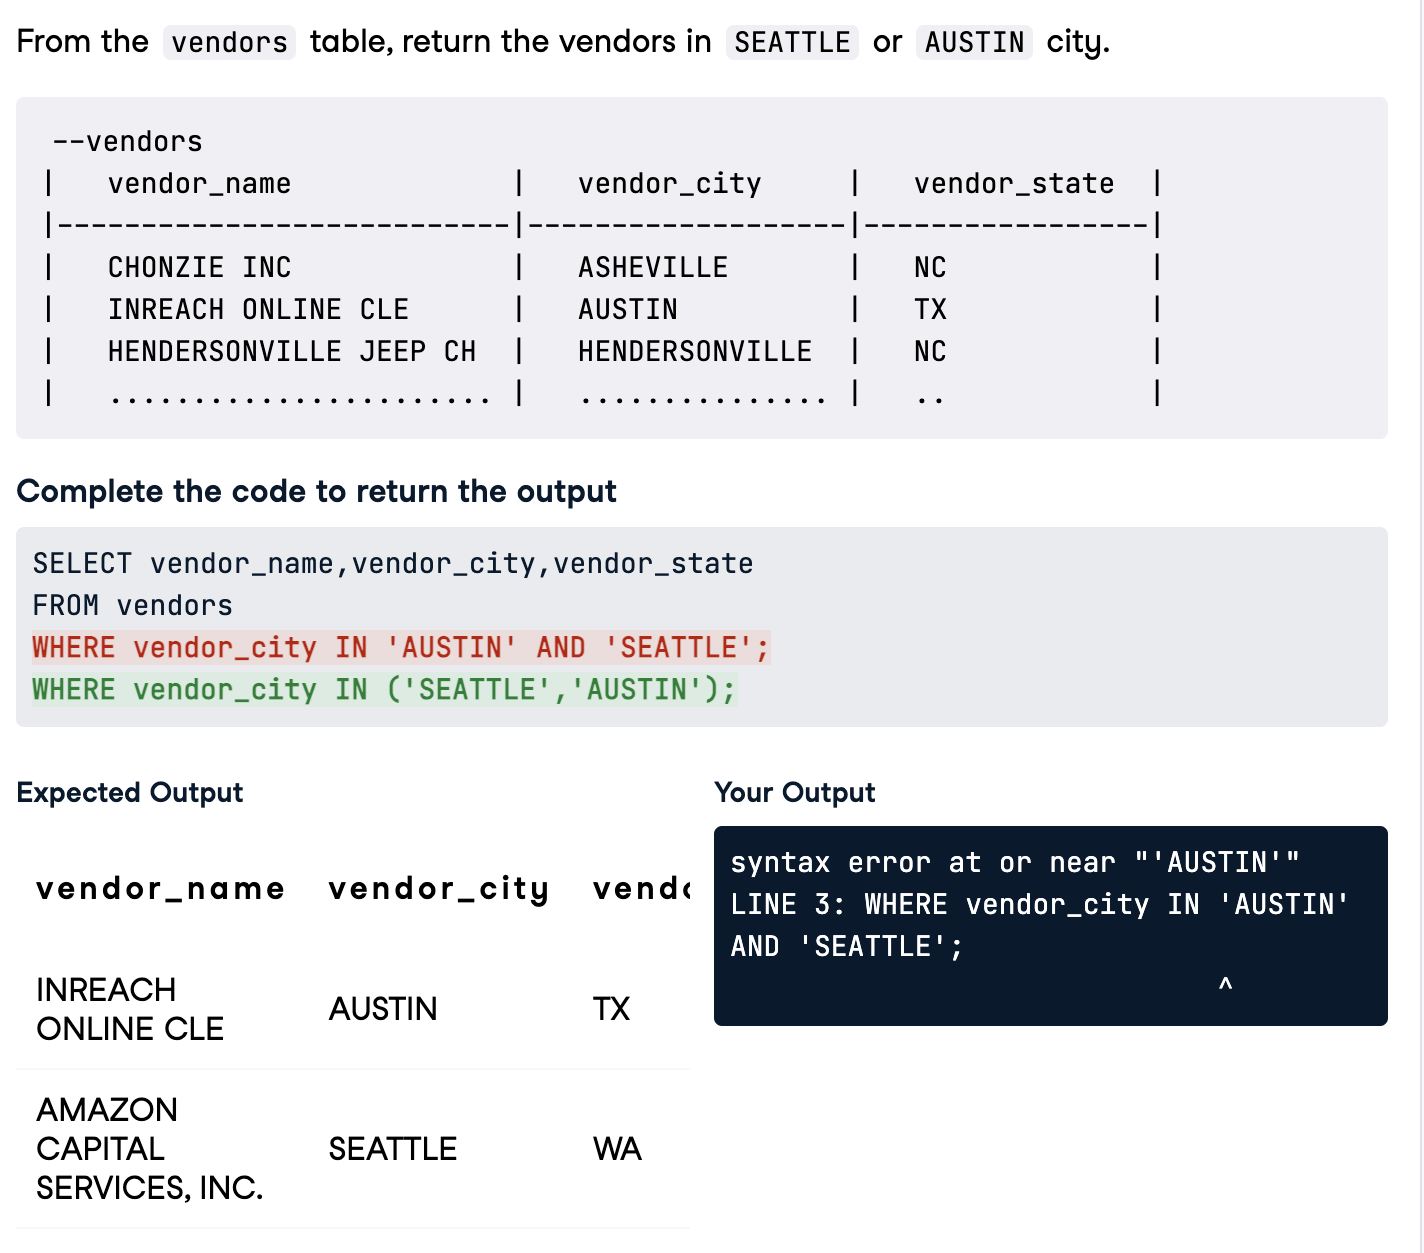 From the vendors table, return the vendors in SEATTLE or AUSTIN city.
--vendors
| vendor_name | vendor_city | vendor_state |
|---------------------------|-------------------|-----------------|
| CHONZIE INC | ASHEVILLE | NC |
| INREACH ONLINE CLE | AUSTIN | TX |
| HENDERSONVILLE JEEP CH | HENDERSONVILLE | NC |
| ....................... | ............... | .. |
Complete the code to return the output
SELECT vendor_name,vendor_city,vendor_state
FROM vendors
WHERE vendor_city IN 'AUSTIN' AND 'SEATTLE';
WHERE vendor_city IN ('SEATTLE','AUSTIN');
Expected Output
vendor_name vendor_city
INREACH
ONLINE CLE
AUSTIN
TX
AMAZON
CAPITAL
SERVICES, INC.
SEATTLE
WA
Your Output
syntax error at or near "'AUSTIN'"
LINE 3: WHERE vendor_city IN 'AUSTIN'
AND 'SEATTLE';
^